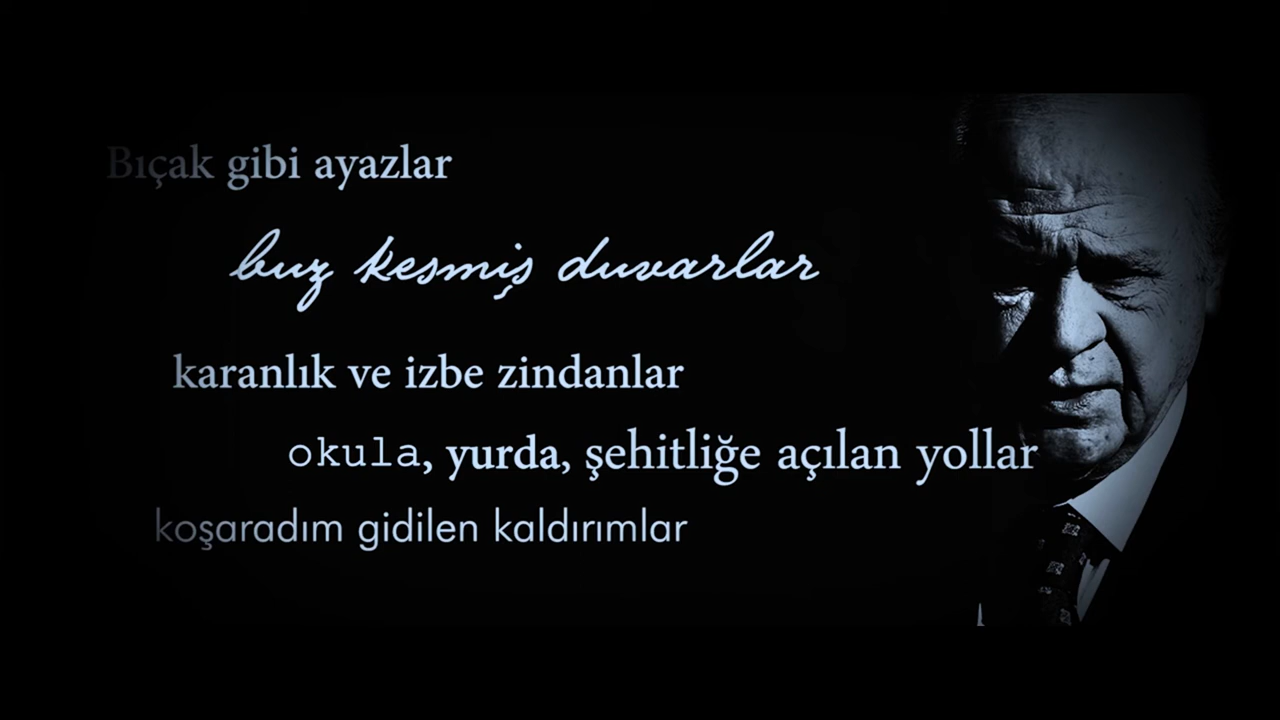 Bıçak gibi ayazlar
buz kesmiş duvarlar
karanlık ve izbe zindanlar
okula, yurda, şehitliğe açılan yollar
koşaradım gidilen kaldırımlar